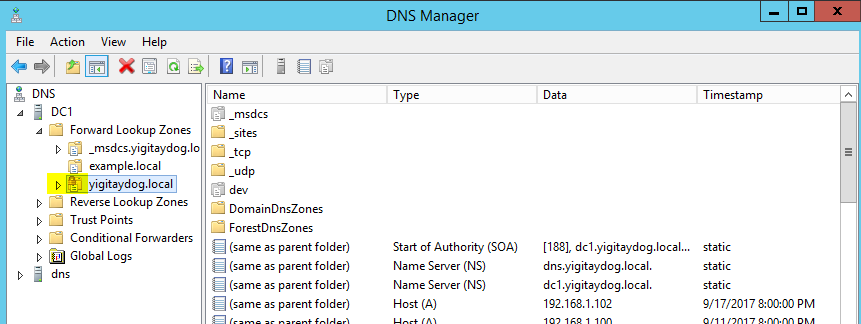 DNS Manager
File Action View Help
DNS
DC1
Forward Lookup Zones
_msdcs.yigitaydog.lo
example.local
yigitaydog.local
Reverse Lookup Zones
Trust Points
Conditional Forwarders
Global Logs
dns
Name Type Data Timestamp
_msdcs
_sites
_tcp
_udp
dev
DomainDnsZones
ForestDnsZones
(same as parent folder) Start of Authority (SOA) [188], dc1.yigitaydog.local... static
(same as parent folder) Name Server (NS) dns.yigitaydog.local. static
(same as parent folder) Name Server (NS) dc1.yigitaydog.local. static
(same as parent folder) Host (A) 192.168.1.102 9/17/2017 8:00:00 PM
(same as parent folder) Host (A) 192.168.1.100 9/11/2017 8:00:00 PM